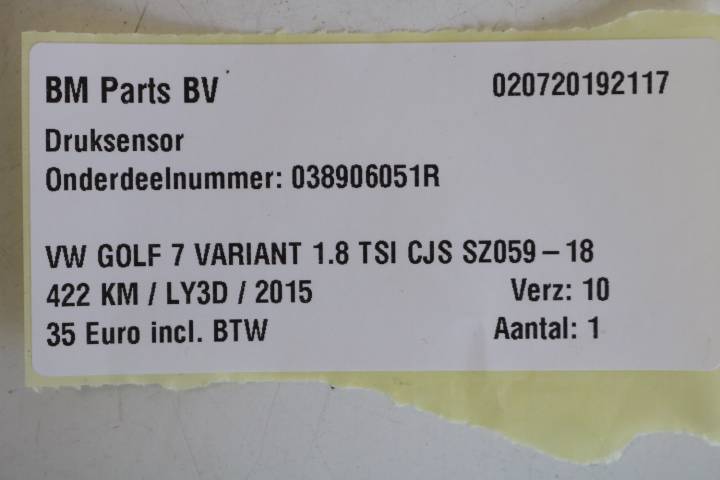 BM Parts BV 020720192117
Druksensor
Onderdeelnummer: 038906051R
VW GOLF 7 VARIANT 1.8 TSI CJS SZ059 – 18
422 KM / LY3D / 2015 Verz: 10
35 Euro incl. BTW Aantal: 1